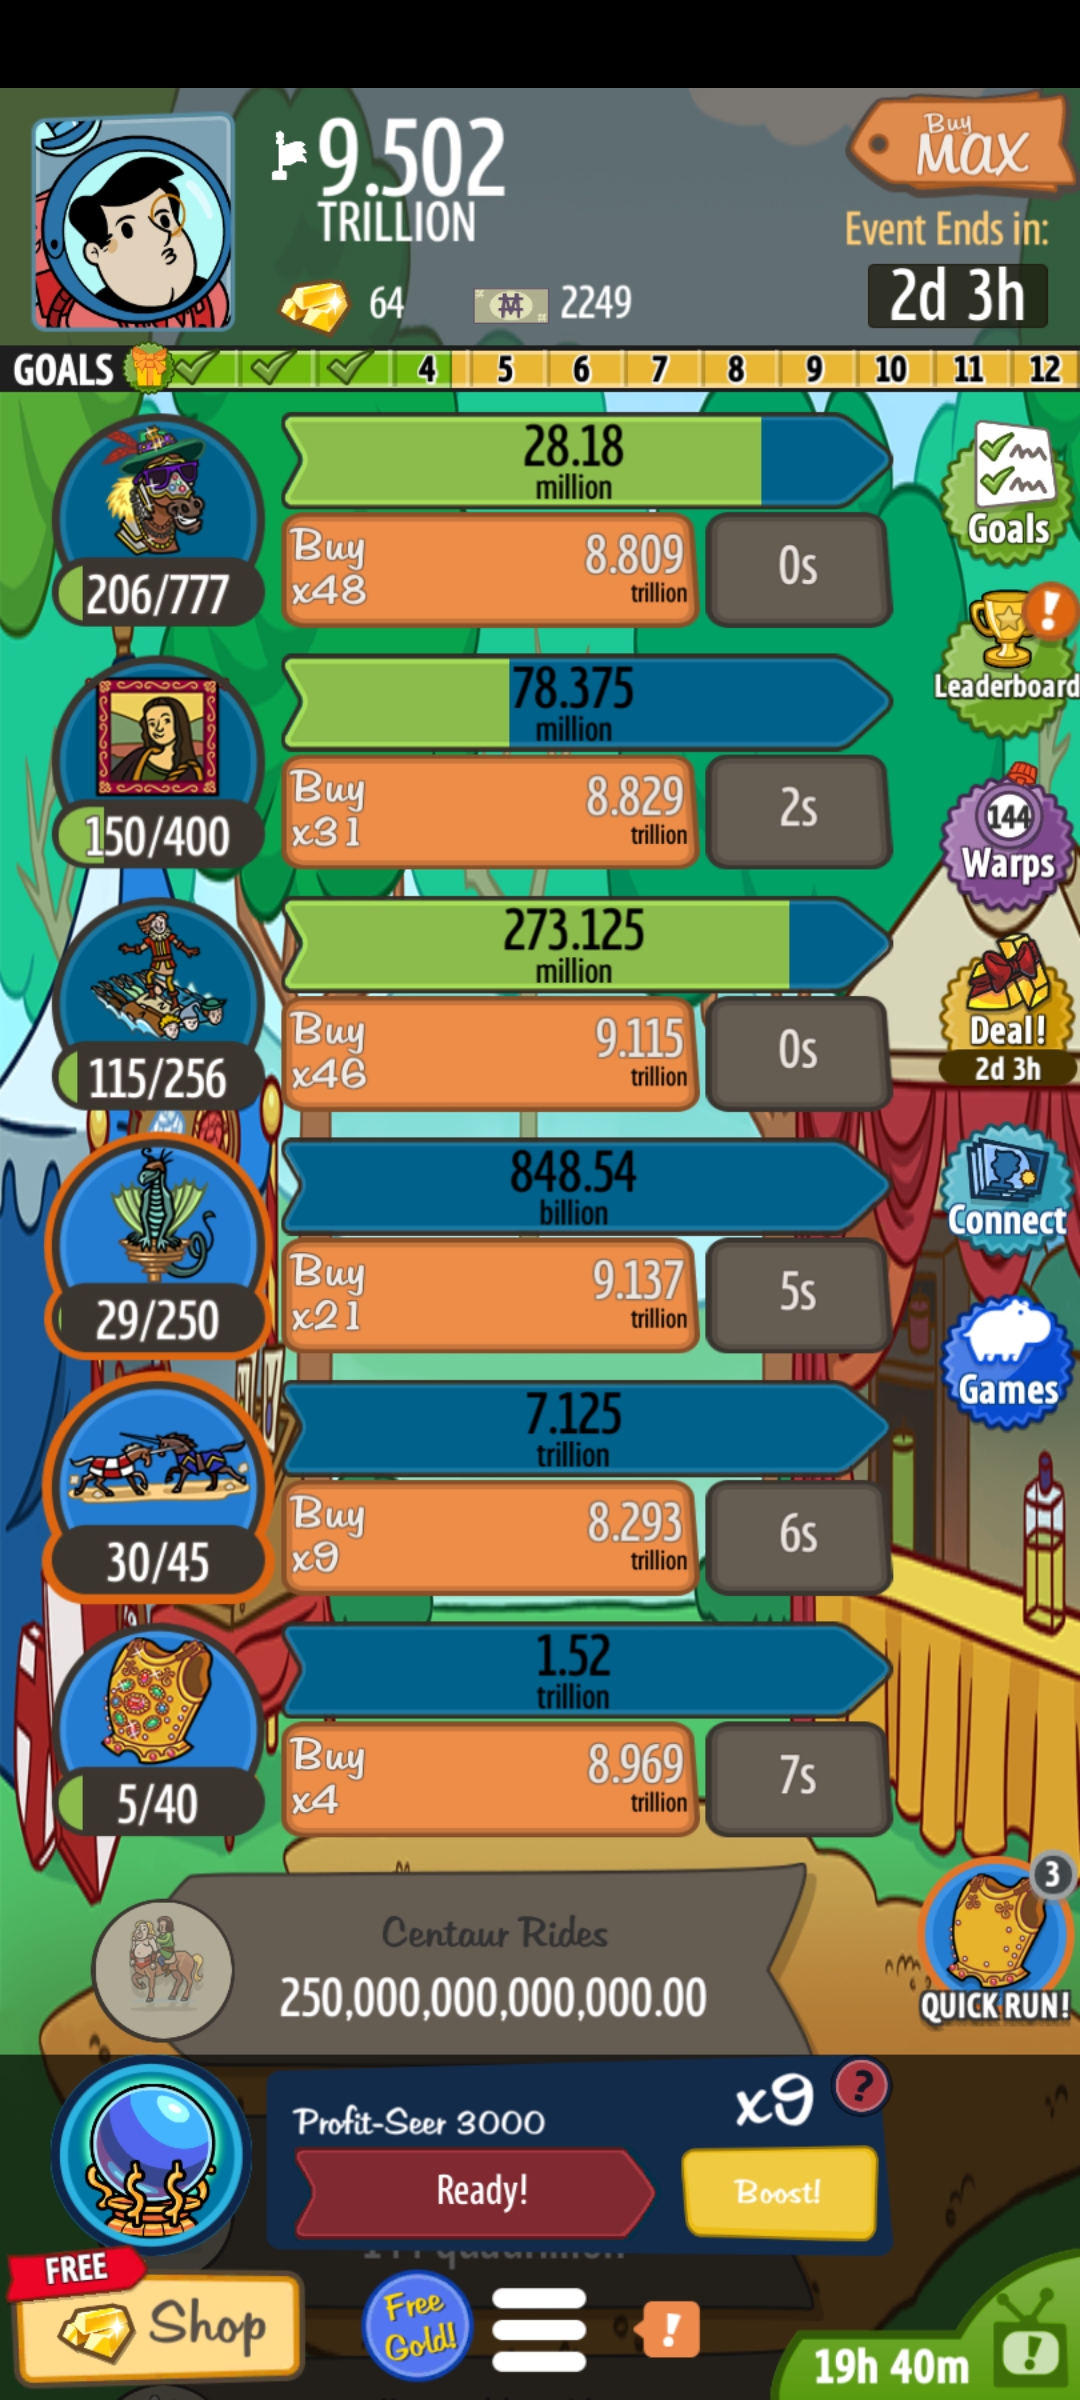 9.502
TRILLION
64
2249
Buy
MAX
Event Ends in:
2d 3h
GOALS 4 5 6 7 8 9 10 11 12
28.18
million
Buy
x48
8.809
trillion
0s
206/777
Goals
78.375
million
Buy
x31
8.829
trillion
2s
150/400
!
Leaderboard
144
Warps
273.125
million
Buy
x46
9.115
trillion
0s
115/256
Deal!
2d 3h
848.54
billion
Buy
x21
9.137
trillion
5s
29/250
Connect
Games
7.125
trillion
Buy
x9
8.293
trillion
6s
30/45
1.52
trillion
Buy
x4
8.969
trillion
7s
5/40
Centaur Rides
250,000,000,000,000.00
3
QUICK RUN!
Profit-Seer 3000
x9
?
Ready!
Boost!
FREE
Shop
Free
Gold!
!
19h 40m
!